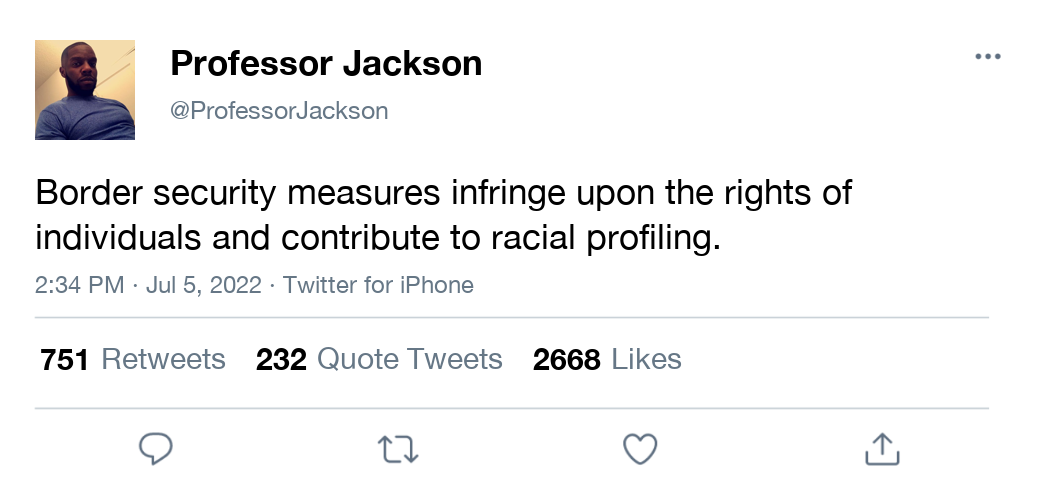 Professor Jackson
@ProfessorJackson
Border security measures infringe upon the rights of
individuals and contribute to racial profiling.
2:34 PM · Jul 5, 2022 · Twitter for iPhone
751 Retweets 232 Quote Tweets 2668 Likes